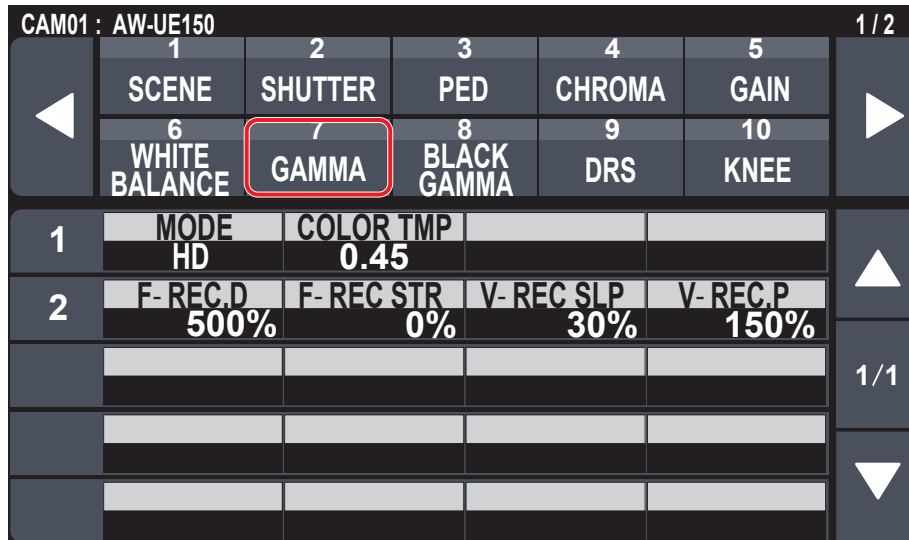 CAM01 : AW-UE150 1 / 2
1 2 3 4 5
SCENE SHUTTER PED CHROMA GAIN
6 7 8 9 10
WHITE BALANCE GAMMA BLACK GAMMA DRS KNEE
1 MODE COLOR TMP
HD 0.45
2 F- REC.D F- REC STR V- REC SLP V- REC.P
500% 0% 30% 150%
1/1